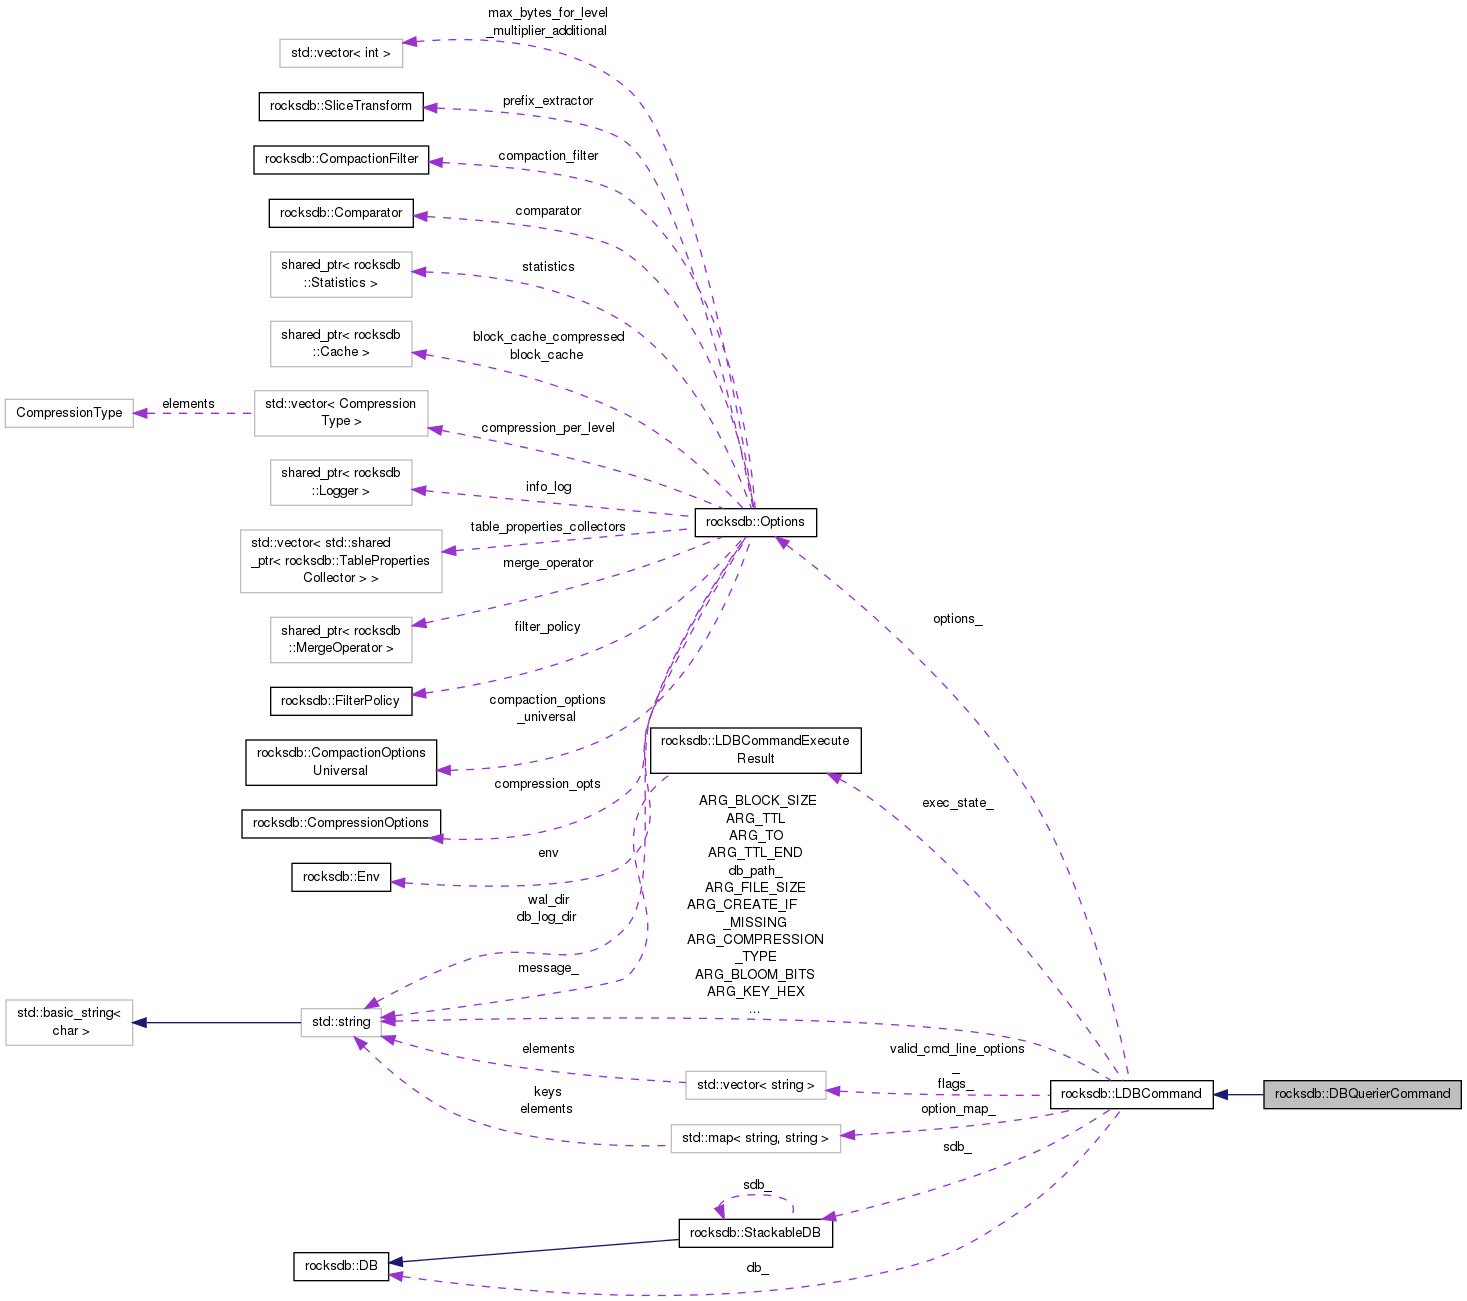 max_bytes_for_level
_multiplier_additional
std::vector< int >
prefix_extractor
rocksdb::SliceTransform
compaction_filter
rocksdb::CompactionFilter
comparator
rocksdb::Comparator
shared_ptr< rocksdb
::Statistics >
statistics
shared_ptr< rocksdb
::Cache >
block_cache_compressed
block_cache
CompressionType
elements
std::vector< Compression
Type >
compression_per_level
shared_ptr< rocksdb
::Logger >
info_log
rocksdb::Options
table_properties_collectors
std::vector< std::shared
_ptr< rocksdb::TableProperties
Collector > >
merge_operator
shared_ptr< rocksdb
::MergeOperator >
filter_policy
options_
rocksdb::FilterPolicy
compaction_options
_universal
rocksdb::CompactionOptions
Universal
rocksdb::LDBCommandExecute
Result
compression_opts
rocksdb::CompressionOptions
exec_state_
env
rocksdb::Env
wal_dir
db_log_dir
ARG_BLOCK_SIZE
ARG_TTL
ARG_TO
ARG_TTL_END
db_path_
ARG_FILE_SIZE
ARG_CREATE_IF
_MISSING
ARG_COMPRESSION
_TYPE
ARG_BLOOM_BITS
ARG_KEY_HEX
...
message_
std::basic_string<
char >
std::string
elements
std::vector< string >
valid_cmd_line_options
_
flags_
rocksdb::LDBCommand
rocksdb::DBQuerierCommand
keys
elements
std::map< string, string >
option_map_
sdb_
sdb_
rocksdb::StackableDB
rocksdb::DB
db_